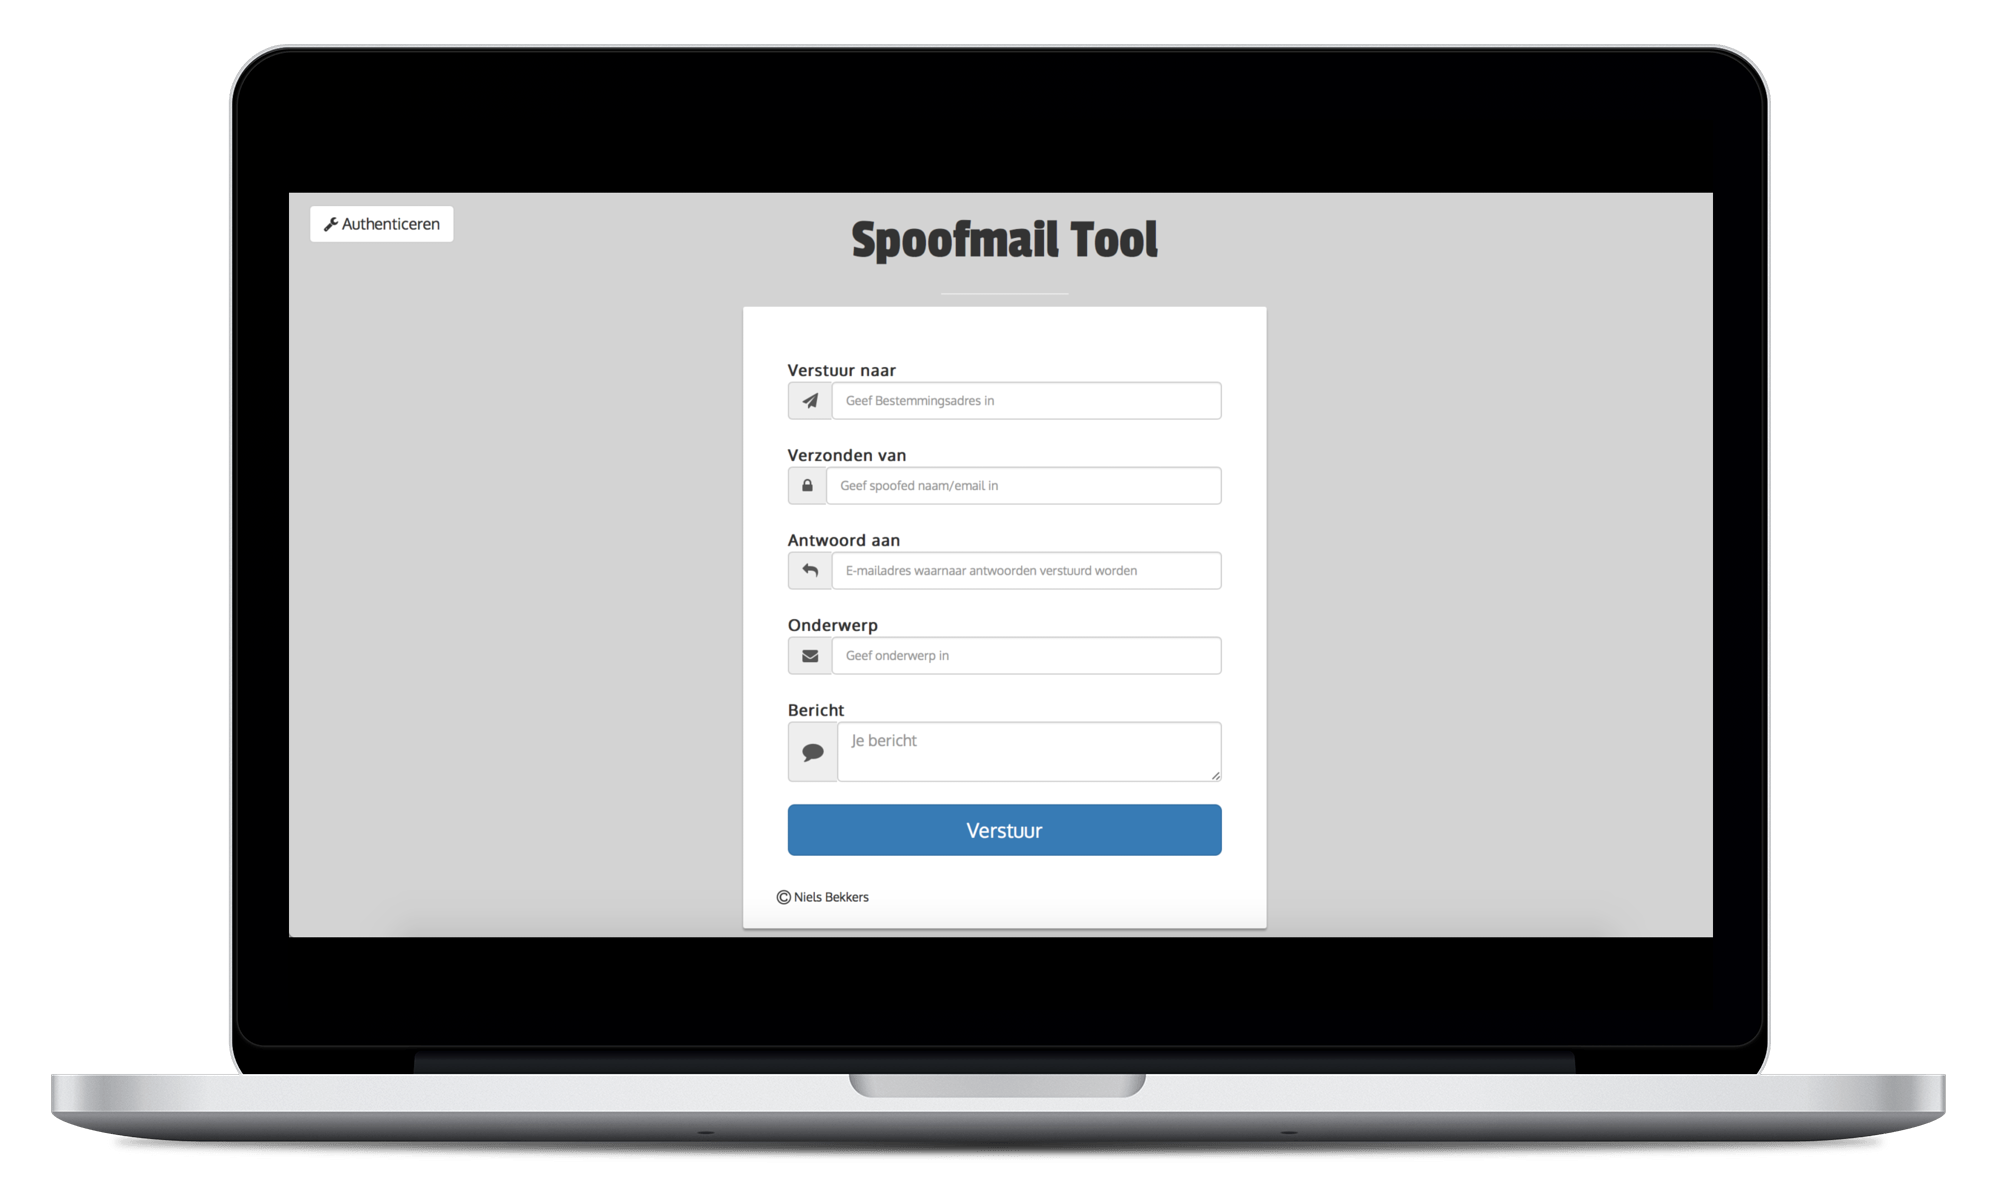 Authenticeren
Spoofmail Tool
Verstuur naar
Geef Bestemmingsadres in
Verzonden van
Geef spoofed naam/email in
Antwoord aan
E-mailadres waarnaar antwoorden verstuurd worden
Onderwerp
Geef onderwerp in
Bericht
Je bericht
Verstuur
© Niels Bekkers